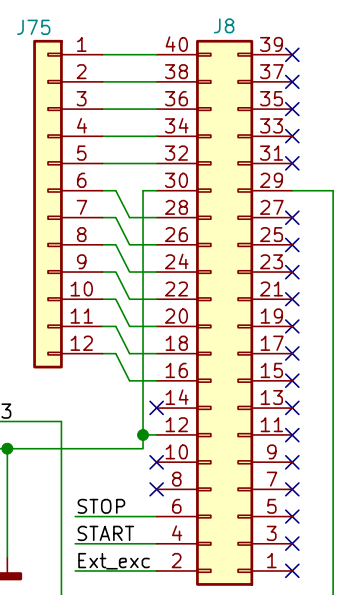 J75 J8
1 40 39
2 38 37
3 36 35
4 34 33
5 32 31
6 30 29
7 28 27
8 26 25
9 24 23
10 22 21
11 20 19
12 18 17
16 15
3 14 13
12 11
10 9
8 7
STOP 6 5
START 4 3
Ext_exc 2 1